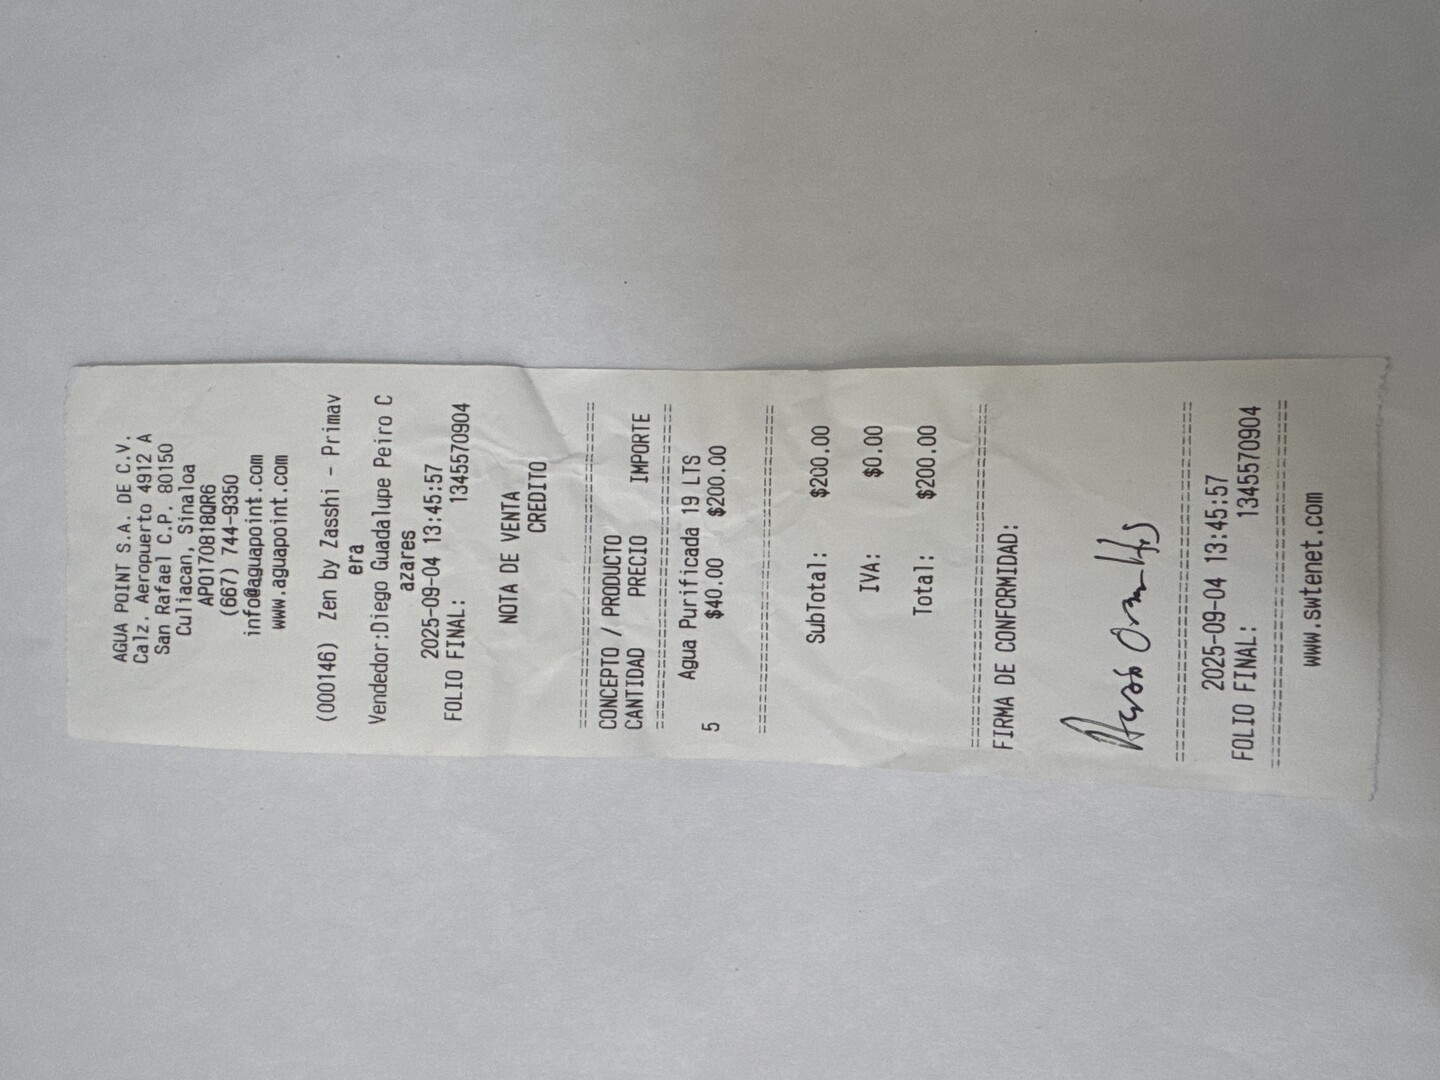 AGUA POINT S.A. DE C.V.
Calz. Aeropuerto 4912 A
San Rafael C.P. 80150
Culiacan, Sinaloa
APO170818QR6
(667) 744-9350
info@aguapoint.com
www.aguapoint.com
(000146) Zen by Zasshi - Primav
era
Vendedor:Diego Guadalupe Peiro C
azares
2025-09-04 13:45:57
FOLIO FINAL: 1345570904
NOTA DE VENTA
CREDITO
================================
CONCEPTO / PRODUCTO
CANTIDAD PRECIO IMPORTE
================================
Agua Purificada 19 LTS
5 $40.00 $200.00
================================
SubTotal: $200.00
IVA: $0.00
Total: $200.00
================================
FIRMA DE CONFORMIDAD:
================================
2025-09-04 13:45:57
FOLIO FINAL: 1345570904
================================
www.swtenet.com